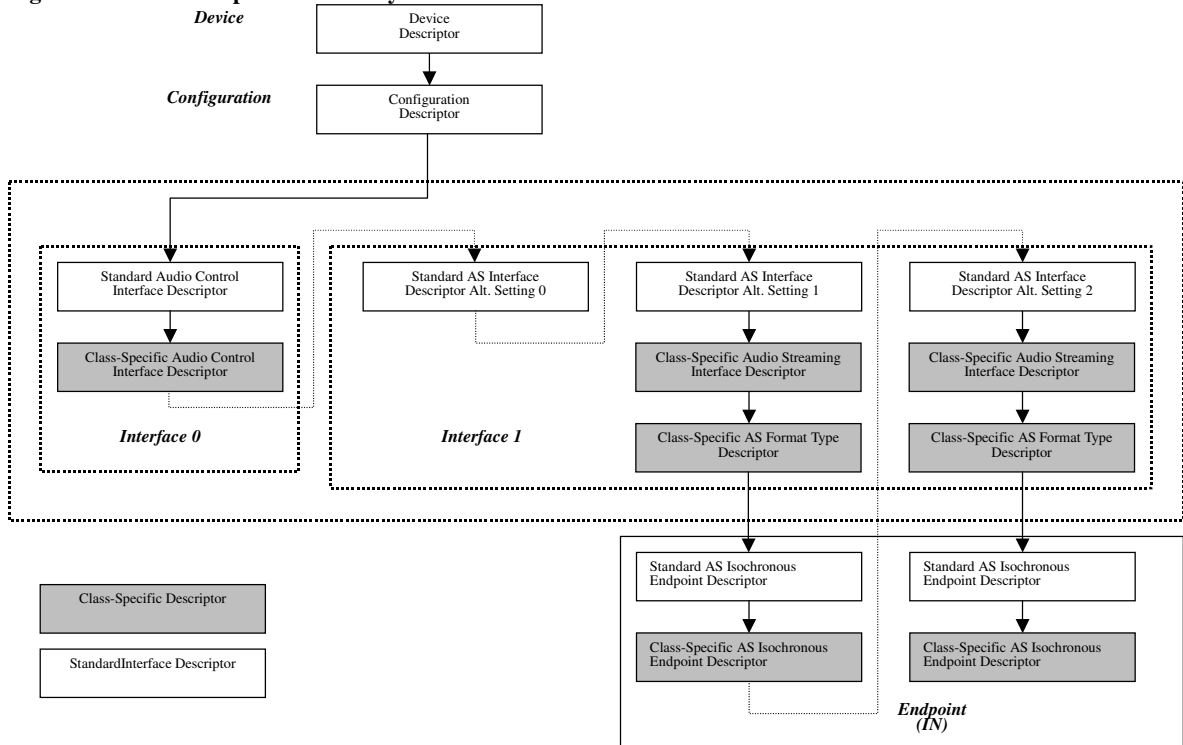 Device
Device
Descriptor
Configuration
Configuration
Descriptor
Standard Audio Control
Interface Descriptor
Standard AS Interface
Descriptor Alt. Setting 0
Standard AS Interface
Descriptor Alt. Setting 1
Standard AS Interface
Descriptor Alt. Setting 2
Class-Specific Audio Control
Interface Descriptor
Class-Specific Audio Streaming
Interface Descriptor
Class-Specific Audio Streaming
Interface Descriptor
Interface 0
Interface 1
Class-Specific AS Format Type
Descriptor
Class-Specific AS Format Type
Descriptor
Standard AS Isochronous
Endpoint Descriptor
Standard AS Isochronous
Endpoint Descriptor
Class-Specific Descriptor
Class-Specific AS Isochronous
Endpoint Descriptor
Class-Specific AS Isochronous
Endpoint Descriptor
StandardInterface Descriptor
Endpoint
(IN)